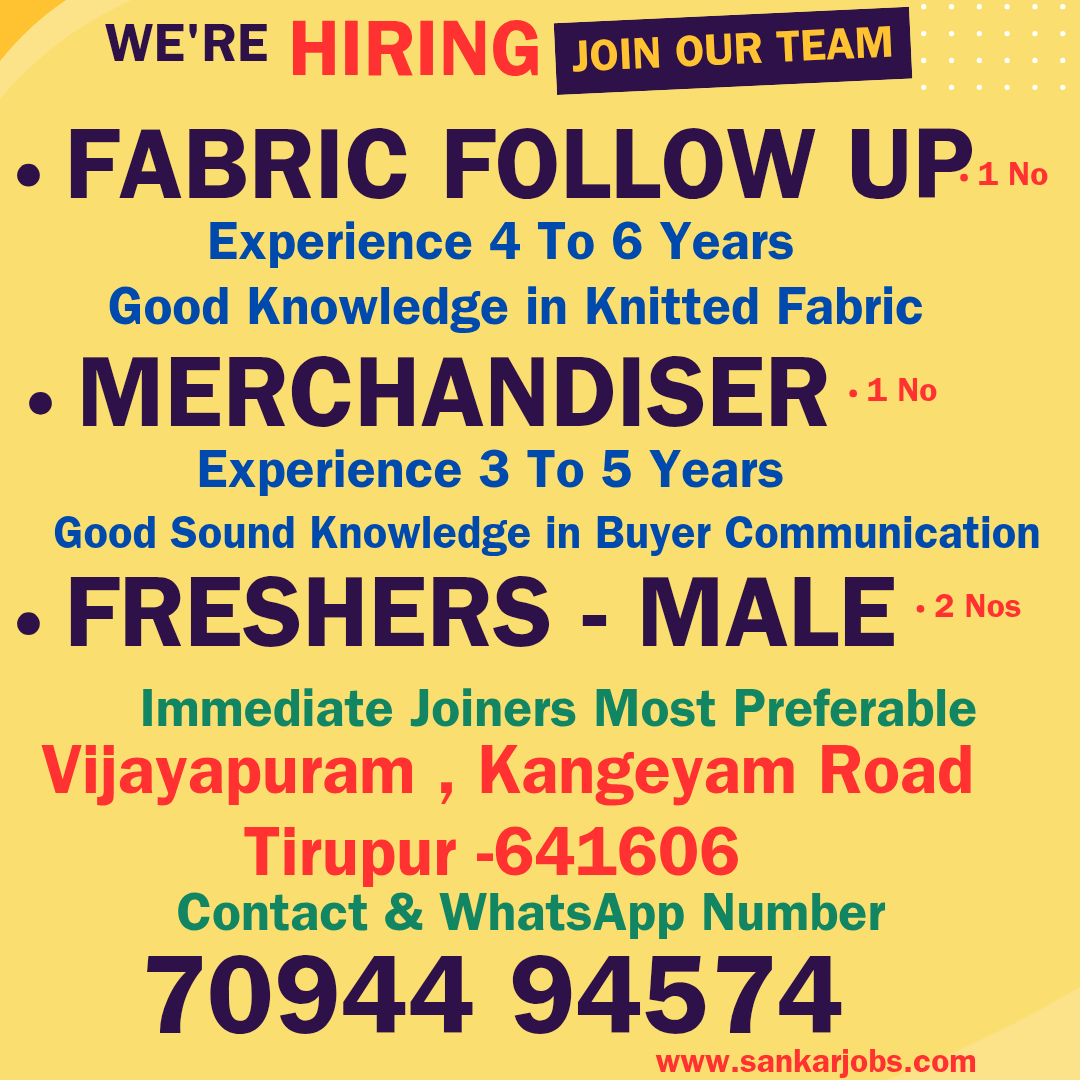 WE'RE HIRING JOIN OUR TEAM
• FABRIC FOLLOW UP • 1 No
Experience 4 To 6 Years
Good Knowledge in Knitted Fabric
• MERCHANDISER • 1 No
Experience 3 To 5 Years
Good Sound Knowledge in Buyer Communication
• FRESHERS - MALE • 2 Nos
Immediate Joiners Most Preferable
Vijayapuram , Kangeyam Road
Tirupur -641606
Contact & WhatsApp Number
70944 94574
www.sankarjobs.com